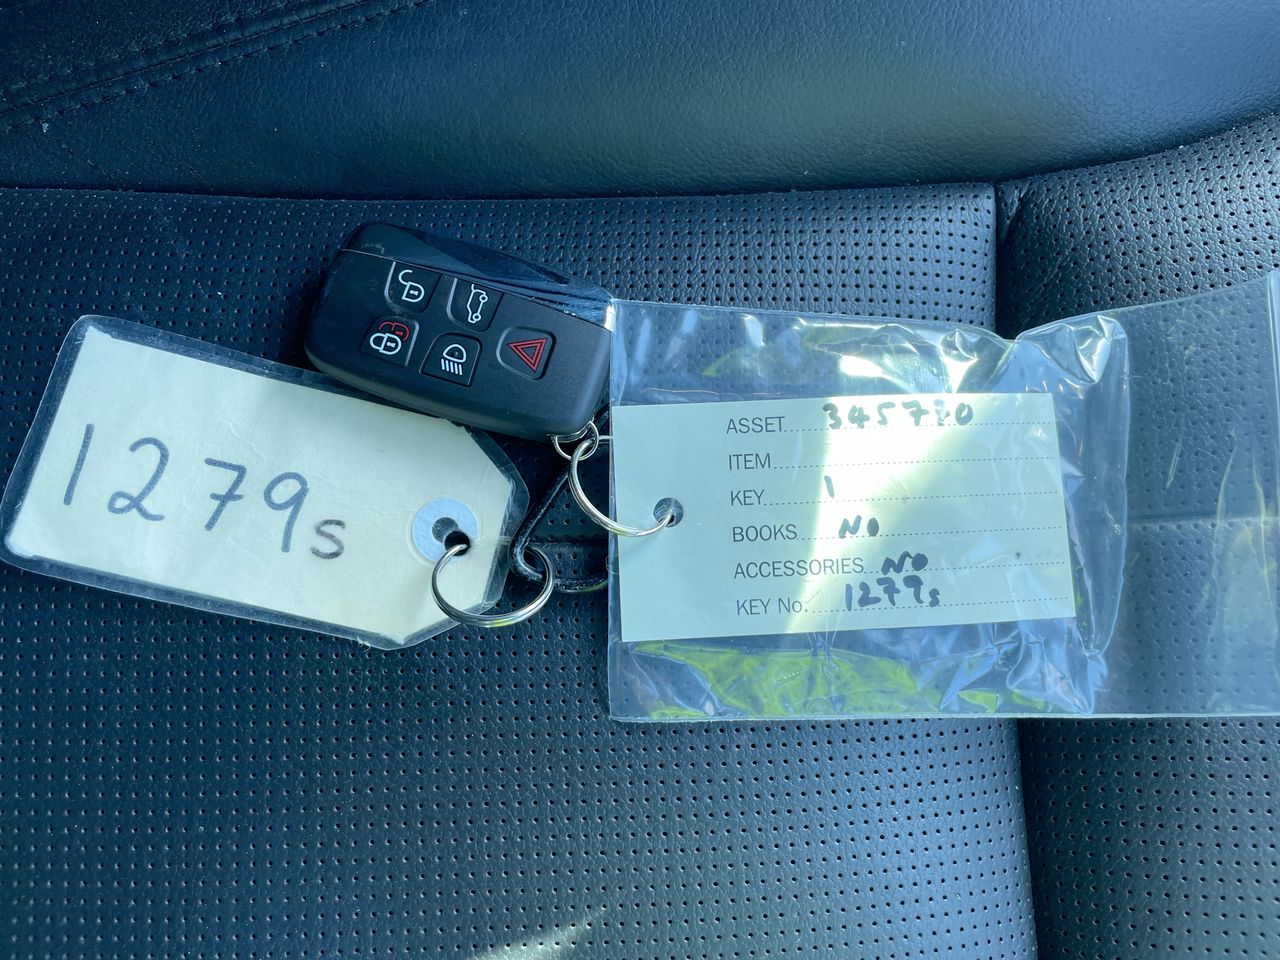 1279s
ASSET 345780
ITEM
KEY 1
BOOKS NO
ACCESSORIES NO
KEY No. 1279s